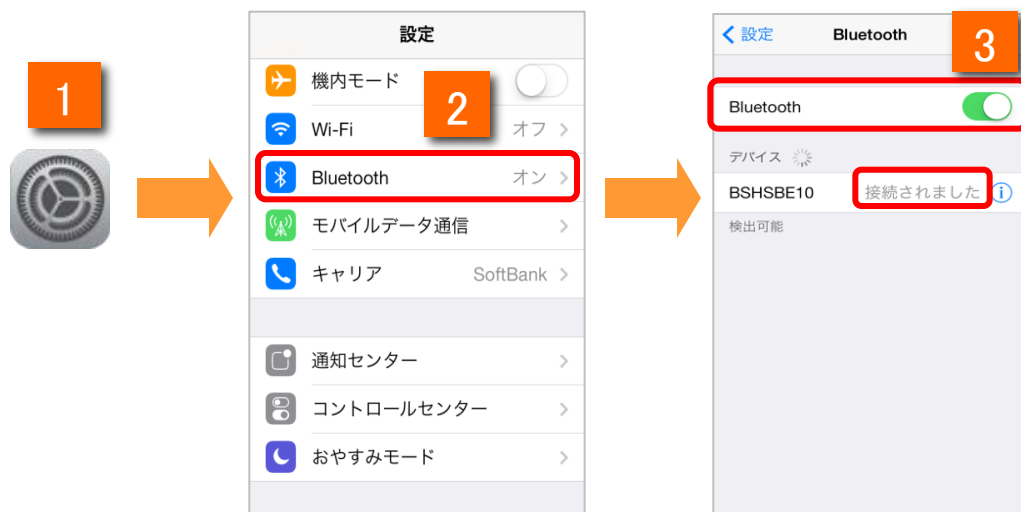 1
設定
機内モード
2
Wi-Fi オフ
Bluetooth オン
モバイルデータ通信
キャリア SoftBank
通知センター
コントロールセンター
おやすみモード
設定 Bluetooth
3
Bluetooth
デバイス
BSHSBE10 接続されました
検出可能